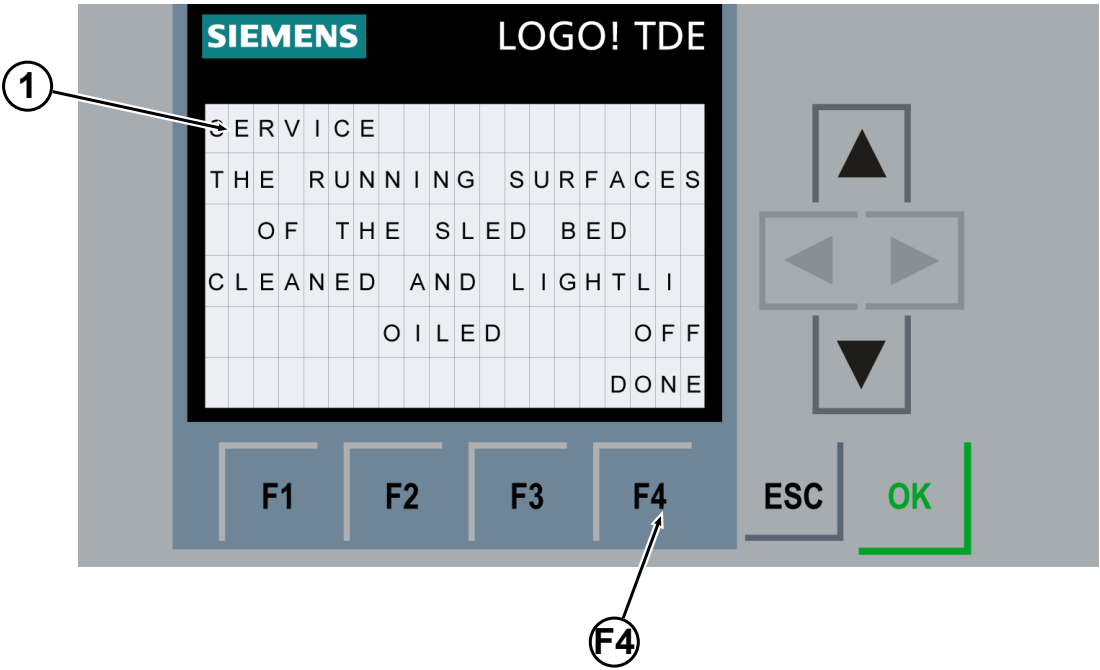 SIEMENS LOGO! TDE
1
SERVICE
THE RUNNING SURFACES
OF THE SLED BED
CLEANED AND LIGHTLI
OILED OFF
DONE
F1 F2 F3 F4 ESC OK
F4